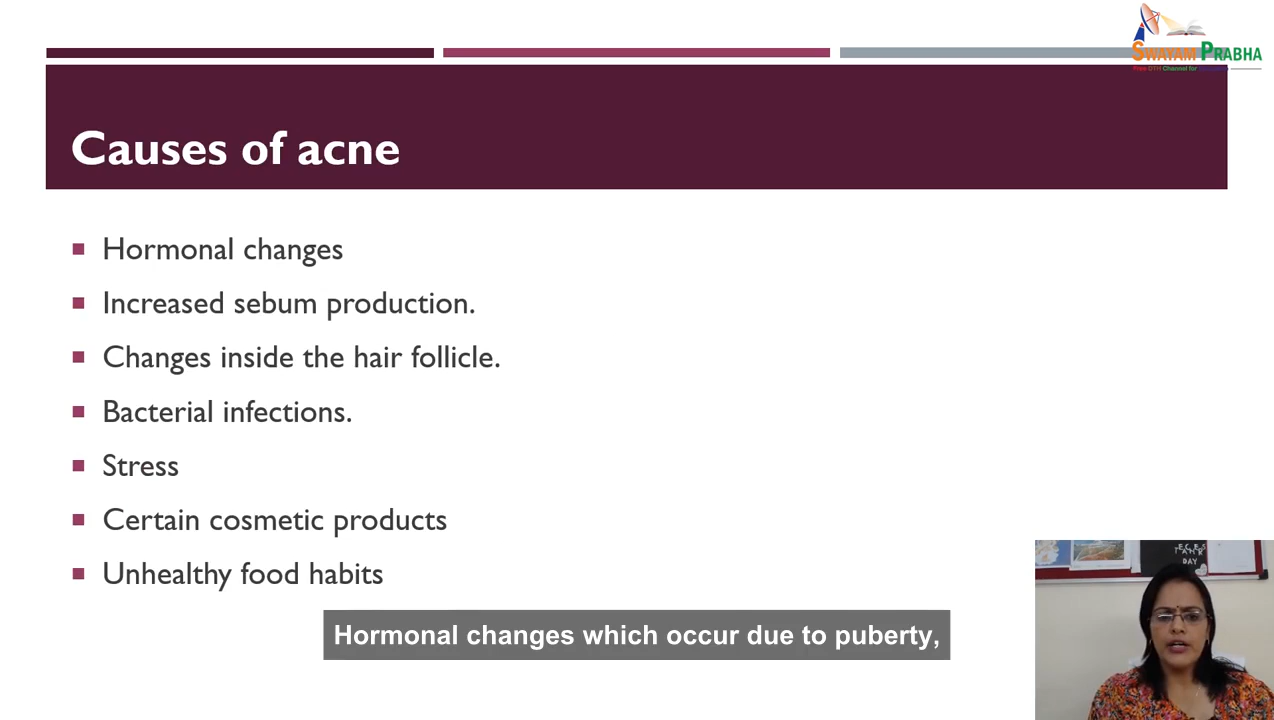 SWAYAM PRABHA
Causes of acne
Hormonal changes
Increased sebum production.
Changes inside the hair follicle.
Bacterial infections.
Stress
Certain cosmetic products
Unhealthy food habits
DAY
Hormonal changes which occur due to puberty,